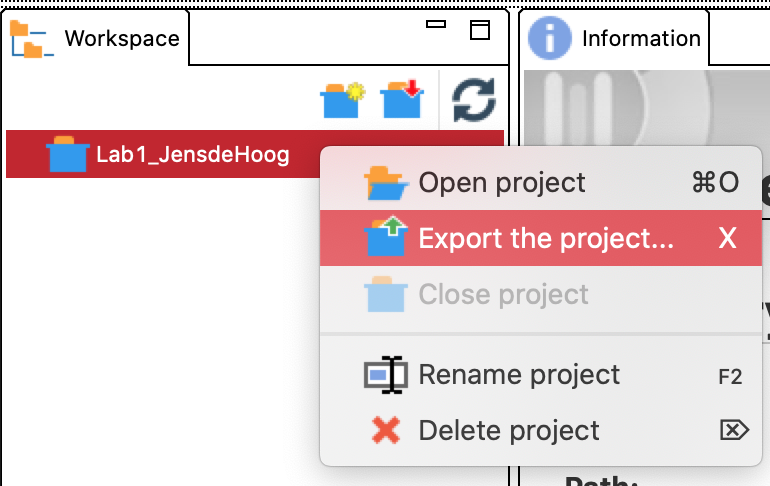 Workspace
Information
Lab1_JensdeHoog
Open project ⌘O
Export the project... X
Close project
Rename project F2
Delete project ⌦
Path: